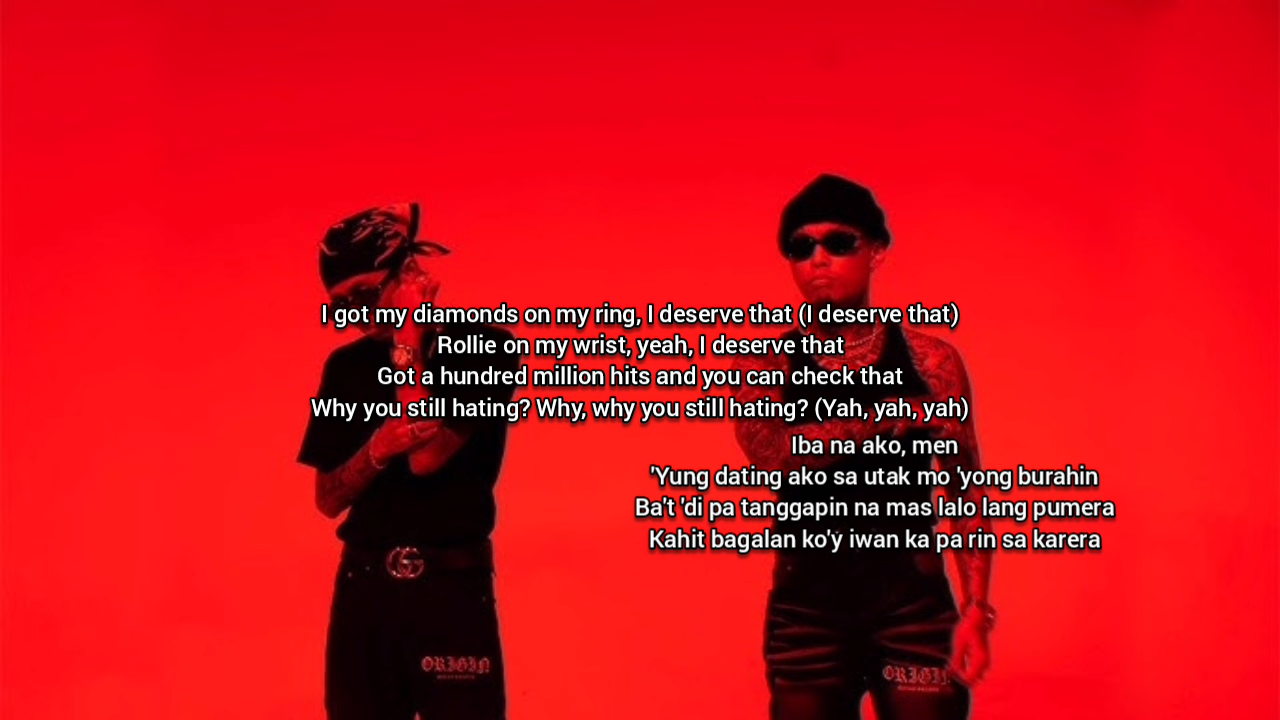 I got my diamonds on my ring, I deserve that (I deserve that)
Rollie on my wrist, yeah, I deserve that
Got a hundred million hits and you can check that
Why you still hating? Why, why you still hating? (Yah, yah, yah)
Iba na ako, men
'Yung dating ako sa utak mo 'yong burahin
Ba't 'di pa tanggapin na mas lalo lang pumera
Kahit bagalan ko'y iwan ka pa rin sa karera
ORIGIN
ORIGIN